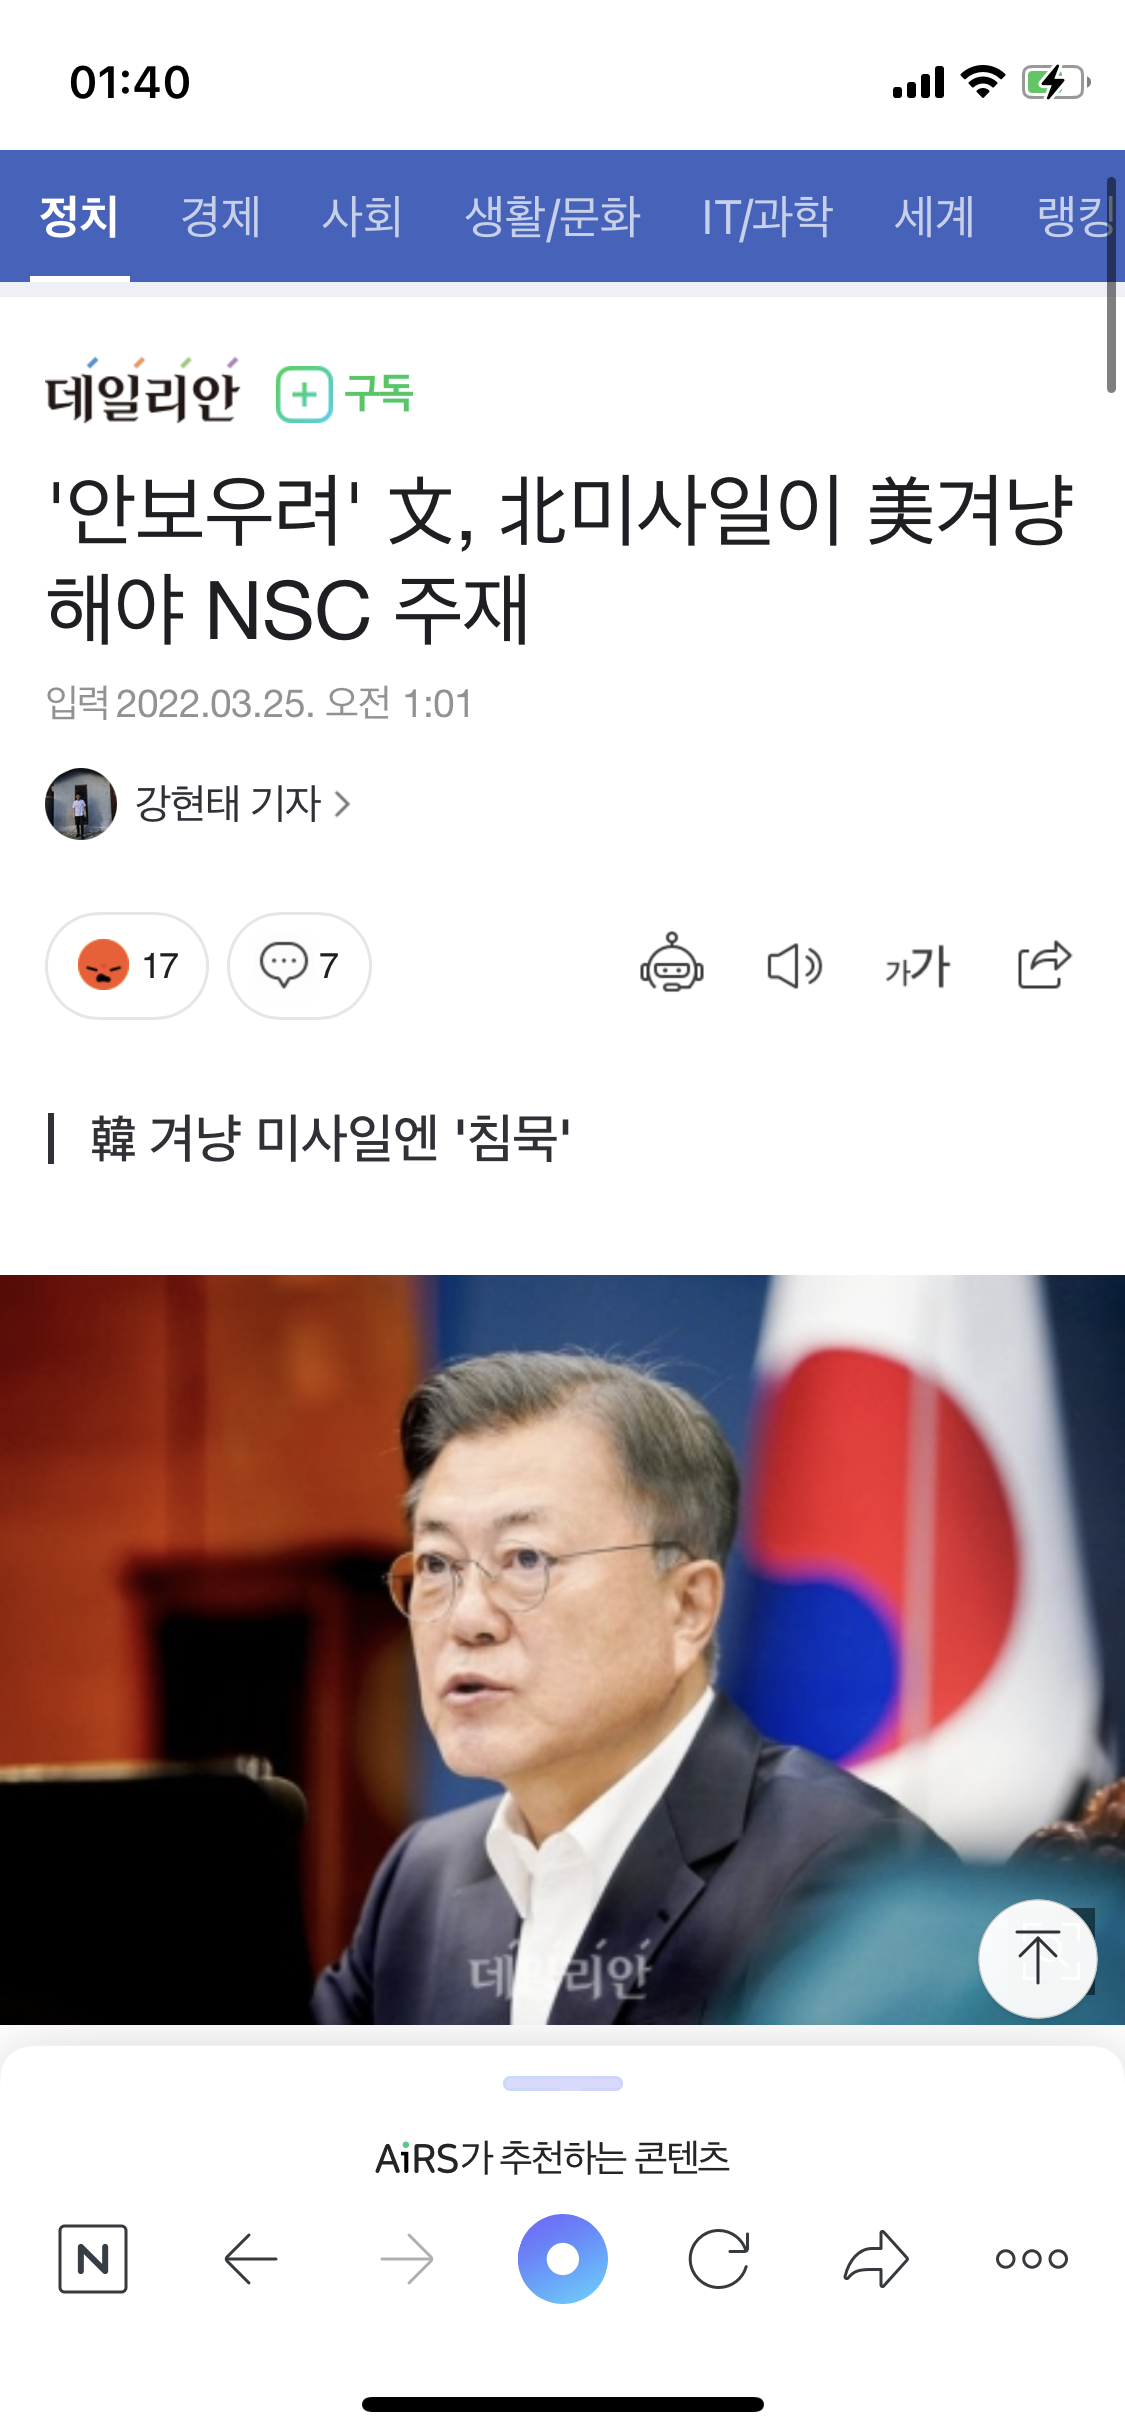 01:40
정치 경제 사회 생활/문화 IT/과학 세계 랭킹
데일리안 구독
'안보우려' 文, 北미사일이 美겨냥
해야 NSC 주재
입력 2022.03.25. 오전 1:01
강현태 기자
17 7 가가
韓 겨냥 미사일엔 '침묵'
데일리안
AiRS가 추천하는 콘텐츠
N